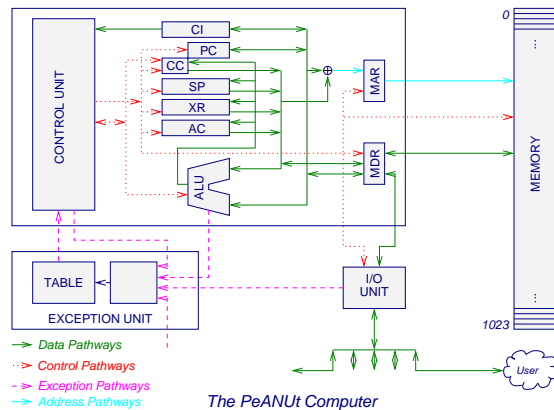 CI
PC
CC
SP
XR
AC
ALU
CONTROL UNIT
MAR
MDR
MEMORY
0
...
...
1023
TABLE
EXCEPTION UNIT
I/O
UNIT
User
Data Pathways
Control Pathways
Exception Pathways
Address Pathways
The PeANUt Computer